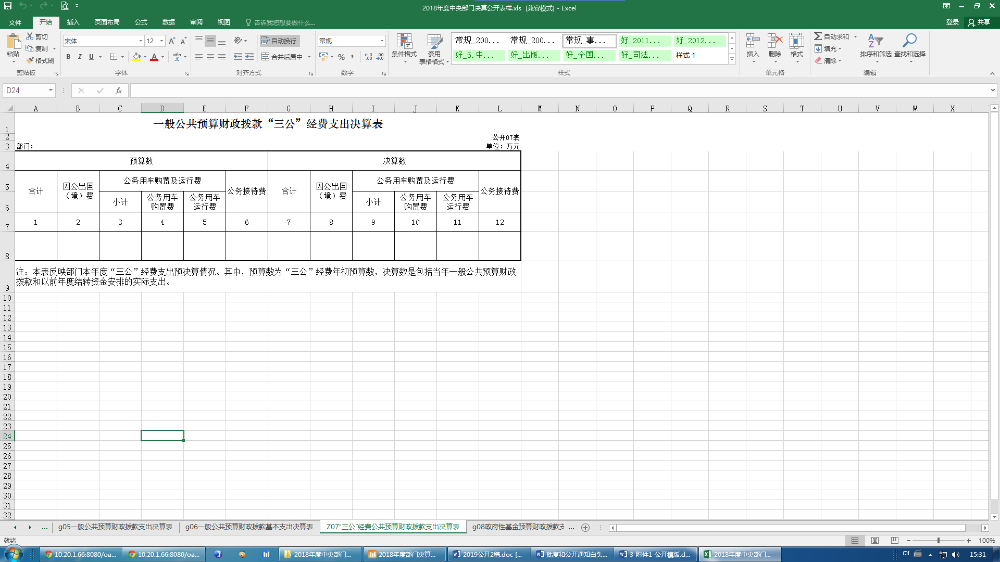 2018年度中央部门决算公开表样.xls [兼容模式] - Excel
文件 开始 插入 页面布局 公式 数据 审阅 视图 告诉我您想要做什么... 登录 共享
粘贴 剪切 复制 格式刷 剪贴板
宋体 12 B I U A wén 文 字体
自动换行 合并后居中 对齐方式
常规 % , .0 .00 数字
条件格式 套用 表格格式
常规_200... 常规_200... 常规_事... 好_2011... 好_2012...
好_5. 中... 好_出版... 好_全国... 好_司法... 样式 1
样式
插入 删除 格式 单元格
自动求和 填充 清除 排序和筛选 查找和选择 编辑
D24 fx
A B C D E F G H I J K L M N O P Q R S T U V W X
1 一般公共预算财政拨款“三公”经费支出决算表
2 公开07表
3 部门： 单位：万元
4 预算数 决算数
5 合计 因公出国（境）费 公务用车购置及运行费 公务接待费 合计 因公出国（境）费 公务用车购置及运行费 公务接待费
6 小计 公务用车购置费 公务用车运行费 小计 公务用车购置费 公务用车运行费
7 1 2 3 4 5 6 7 8 9 10 11 12
8
9 注：本表反映部门本年度“三公”经费支出预决算情况。其中，预算数为“三公”经费年初预算数，决算数是包括当年一般公共预算财政
拨款和以前年度结转资金安排的实际支出。
10
11
12
13
14
15
16
17
18
19
20
21
22
23
24
25
26
27
28
29
30
31
32
... g05一般公共预算财政拨款支出决算表 g06一般公共预算财政拨款基本支出决算表 Z07“三公”经费公共预算财政拨款支出决算表 g08政府性基金预算财政拨款支 ...
就绪 100%
10.20.1.66:8080/oa... 10.20.1.66:8080/oa... 2018年度中央部门... 2018年度部门决算... 2019公开2稿.doc [... 批复和公开通知白头... 3-附件1-公开模版.d... 2018年度中央部门... CH 15:31